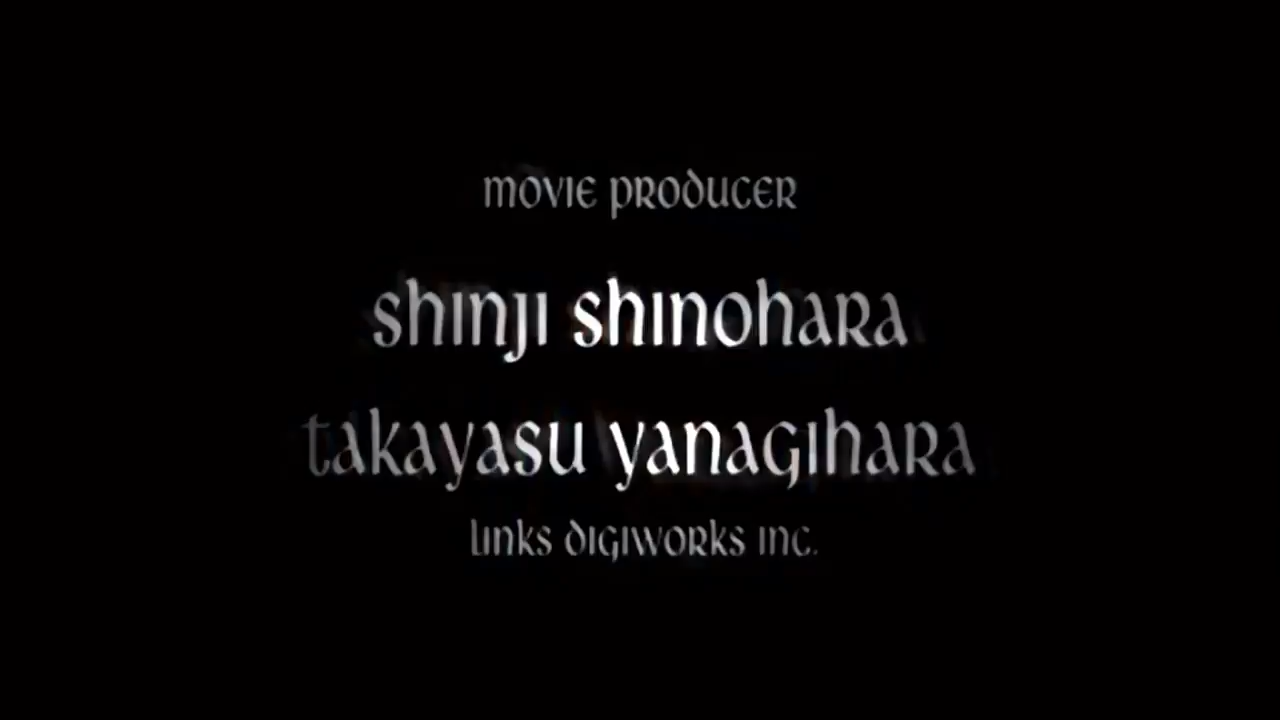 movie producer
shinji shinohara
takayasu yanagihara
links digiworks inc.